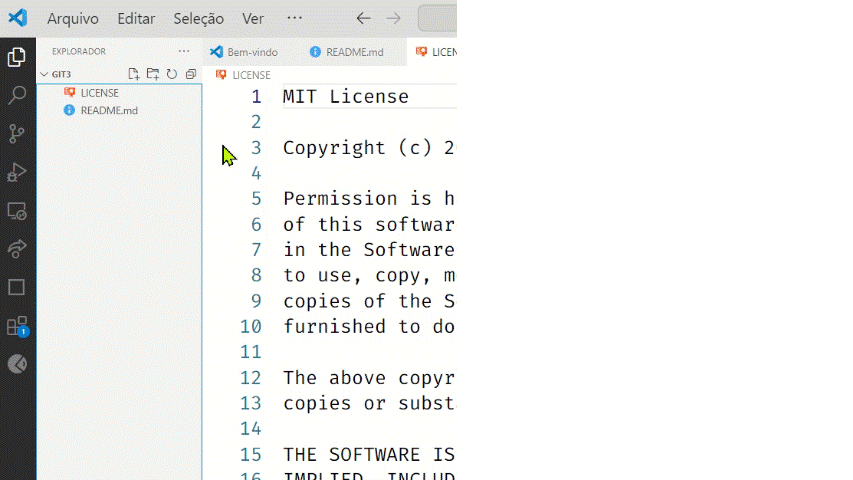 Arquivo Editar Seleção Ver ...
EXPLORADOR ...
Bem-vindo README.md LICEN
GIT3
LICENSE
LICENSE
README.md
1 MIT License
2
3 Copyright (c) 2
4
5 Permission is h
6 of this softwar
7 in the Software
8 to use, copy, m
9 copies of the S
10 furnished to do
11
12 The above copyr
13 copies or subst
14
15 THE SOFTWARE IS
16 IMPLIED, INCLUD
1